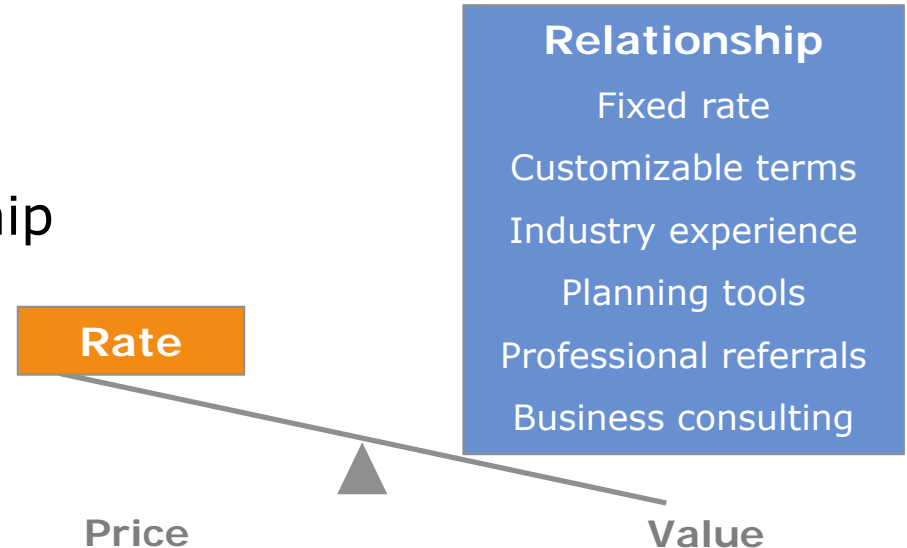 Relationship
Fixed rate
Customizable terms
Industry experience
Planning tools
Professional referrals
Business consulting
Rate
Price
Value